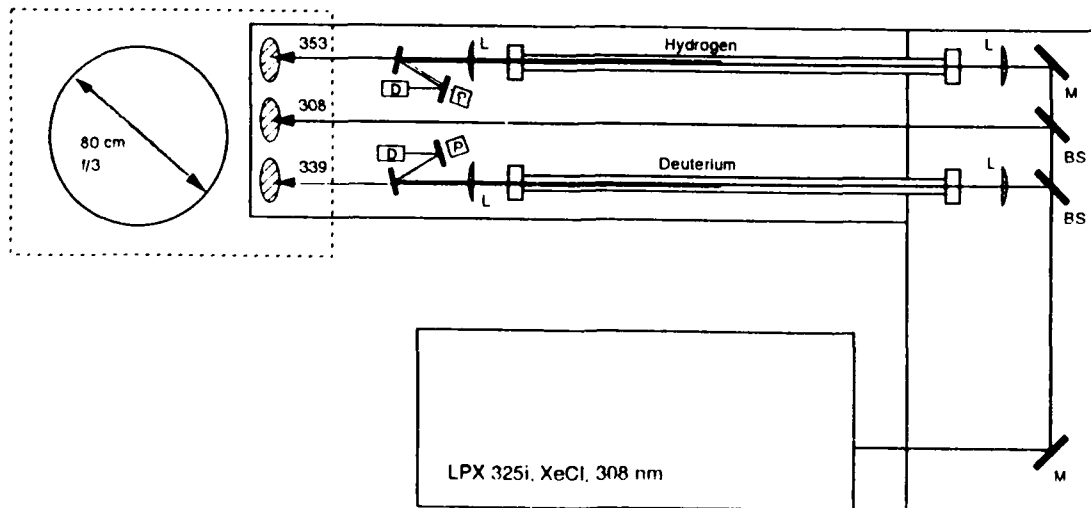 353
L
Hydrogen
L
M
D
P
308
80 cm
f/3
BS
D
P
339
Deuterium
L
L
BS
LPX 325i, XeCl, 308 nm
M